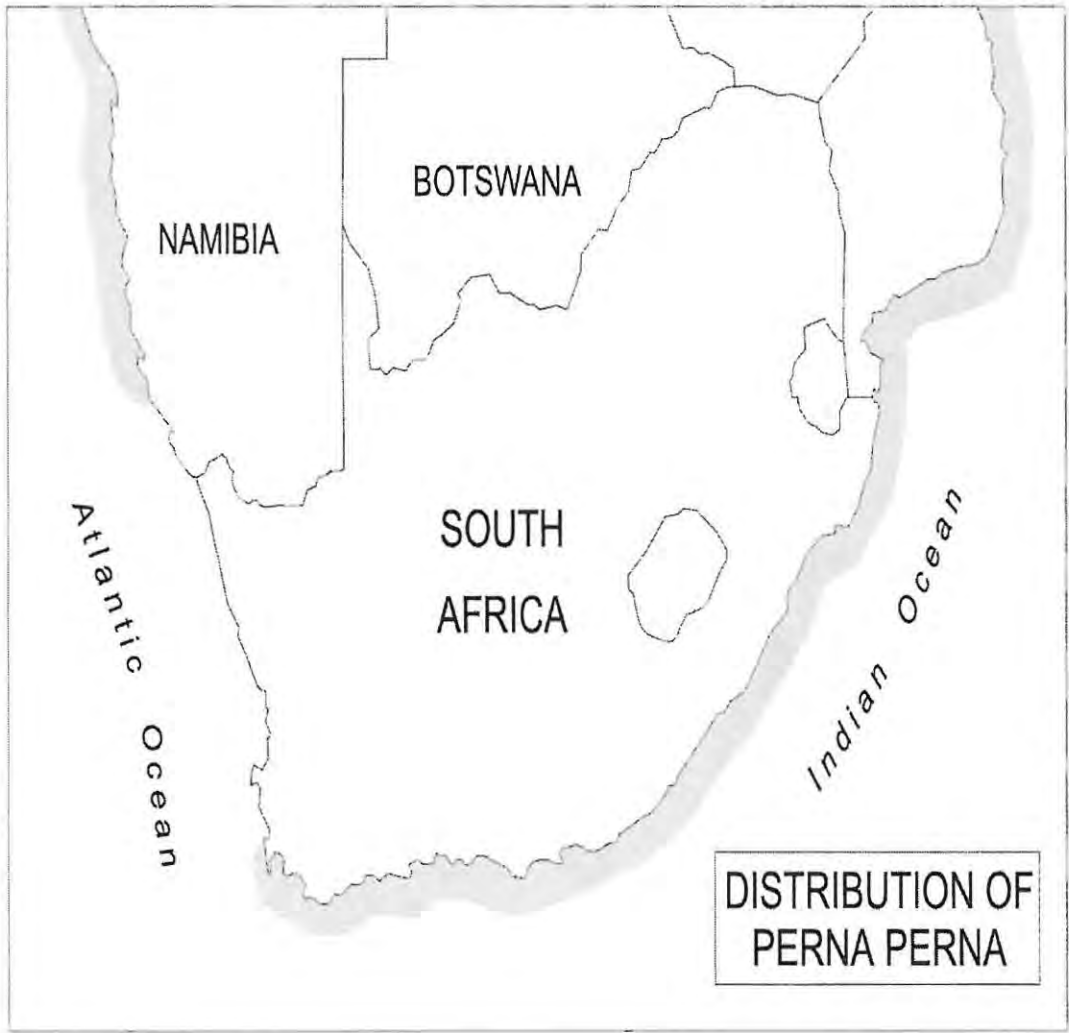 BOTSWANA
NAMIBIA
SOUTH
AFRICA
Atlantic Ocean
Indian Ocean
DISTRIBUTION OF
PERNA PERNA